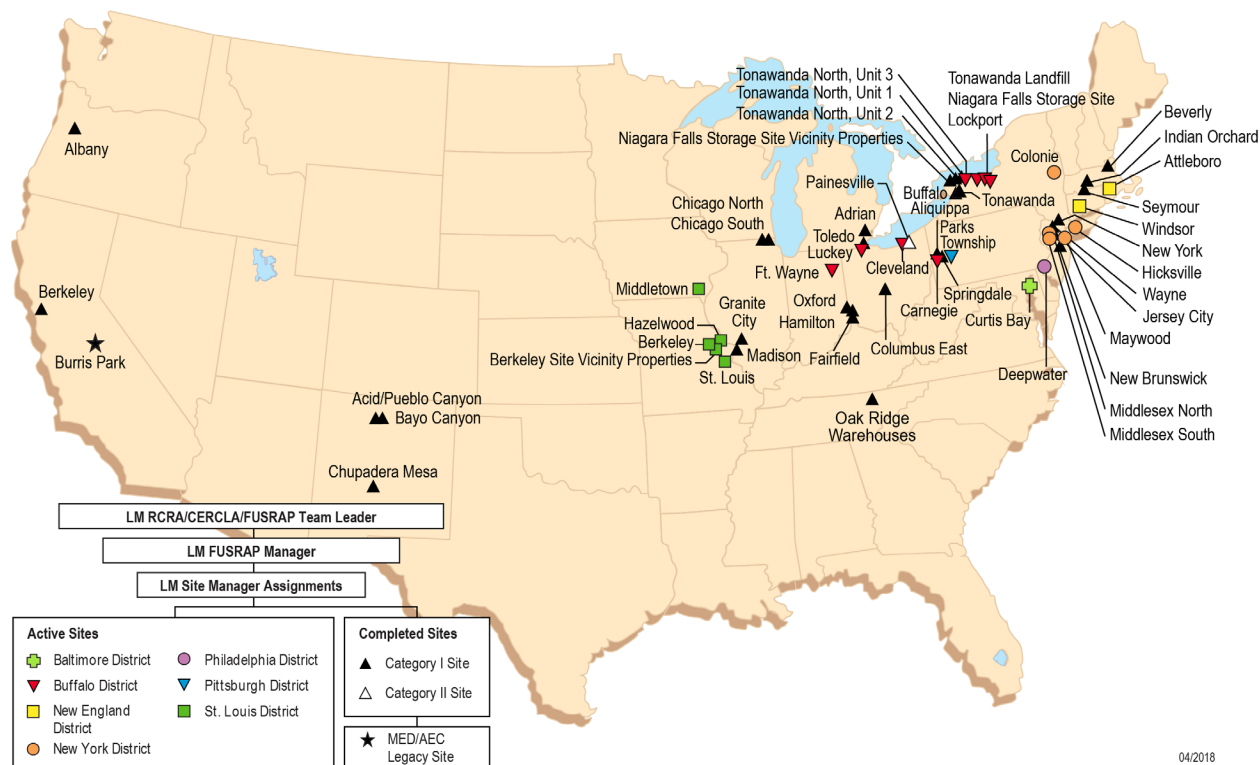 Tonawanda North, Unit 3
Tonawanda North, Unit 1
Tonawanda North, Unit 2
Niagara Falls Storage Site Vicinity Properties
Tonawanda Landfill
Niagara Falls Storage Site
Lockport
Beverly
Indian Orchard
Attleboro
Colonie
Albany
Painesville
Buffalo
Aliquippa
Tonawanda
Seymour
Windsor
New York
Hicksville
Wayne
Jersey City
Maywood
New Brunswick
Middlesex North
Middlesex South
Chicago North
Chicago South
Adrian
Toledo
Luckey
Parks
Township
Ft. Wayne
Cleveland
Springdale
Carnegie
Curtis Bay
Deepwater
Berkeley
Burris Park
Middletown
Granite
City
Hazelwood
Berkeley
Berkeley Site Vicinity Properties
Madison
St. Louis
Oxford
Hamilton
Fairfield
Columbus East
Acid/Pueblo Canyon
Bayo Canyon
Oak Ridge
Warehouses
Chupadera Mesa
LM RCRA/CERCLA/FUSRAP Team Leader
LM FUSRAP Manager
LM Site Manager Assignments
Active Sites
Baltimore District
Buffalo District
New England
District
New York District
Philadelphia District
Pittsburgh District
St. Louis District
Completed Sites
Category I Site
Category II Site
MED/AEC
Legacy Site
04/2018